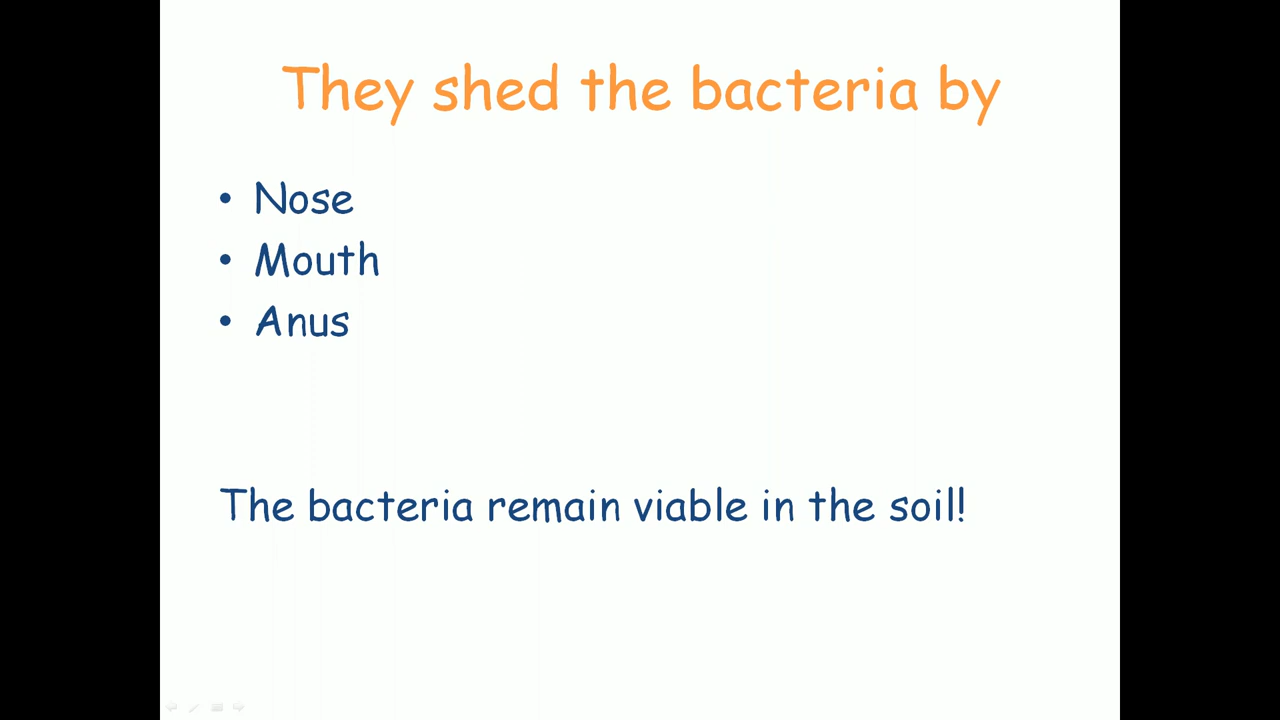 They shed the bacteria by
• Nose
• Mouth
• Anus
The bacteria remain viable in the soil!